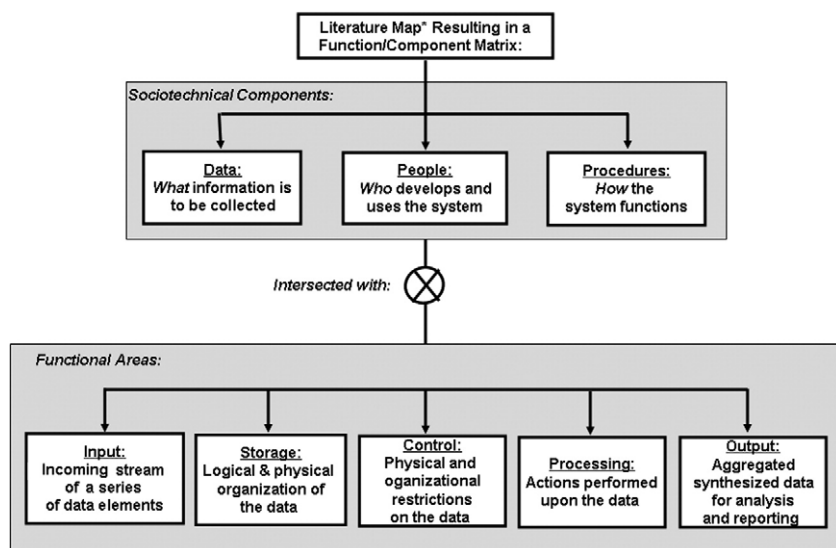 Literature Map* Resulting in a
Function/Component Matrix:
Sociotechnical Components:
Data:
What information is
to be collected
People:
Who develops and
uses the system
Procedures:
How the
system functions
Intersected with:
Functional Areas:
Input:
Incoming stream
of a series
of data elements
Storage:
Logical & physical
organization of
the data
Control:
Physical and
oganizational
restrictions
on the data
Processing:
Actions performed
upon the data
Output:
Aggregated
synthesized data
for analysis
and reporting